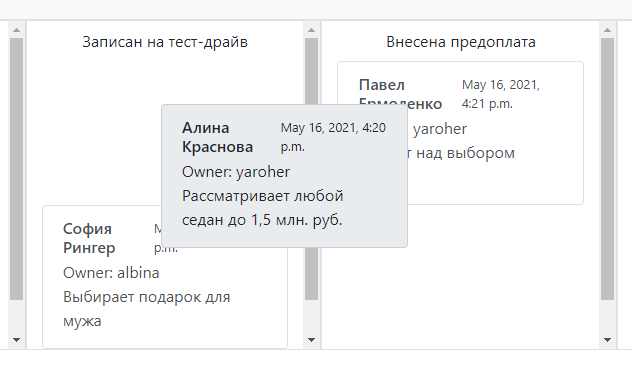 Записан на тест-драйв
Внесена предоплата
Павел
Ермоленко
May 16, 2021,
4:21 p.m.
yaroher
над выбором
Алина
Краснова
May 16, 2021, 4:20
p.m.
Owner: yaroher
Рассматривает любой
седан до 1,5 млн. руб.
София
Рингер
p.m.
Owner: albina
Выбирает подарок для
мужа